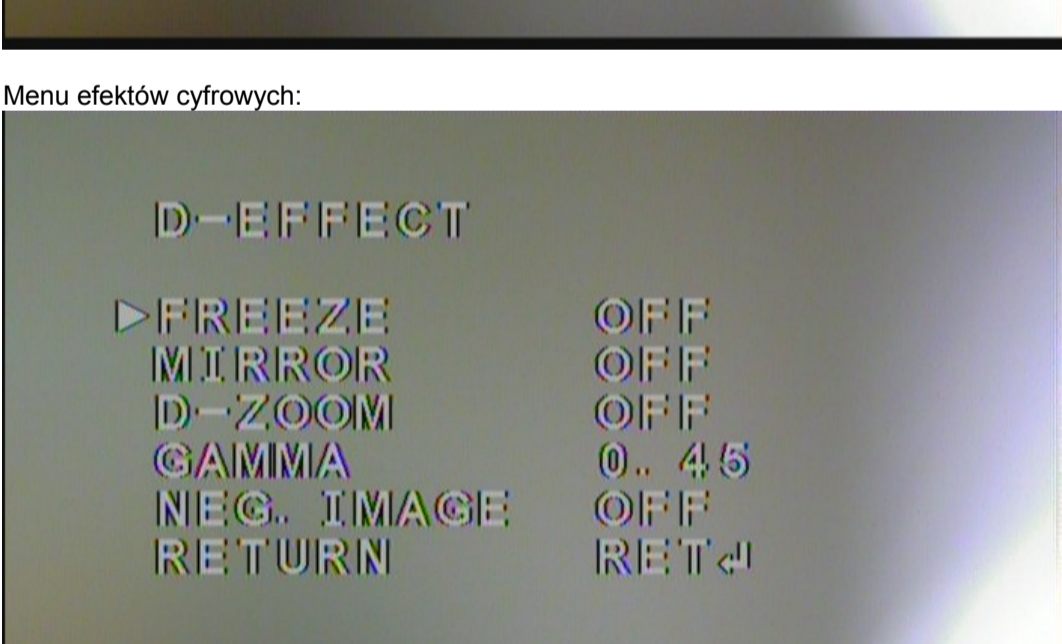 Menu efektów cyfrowych:
D-EFFECT
▷FREEZE OFF
MIRROR OFF
D-ZOOM OFF
GAMMA 0.45
NEG. IMAGE OFF
RETURN RET↵